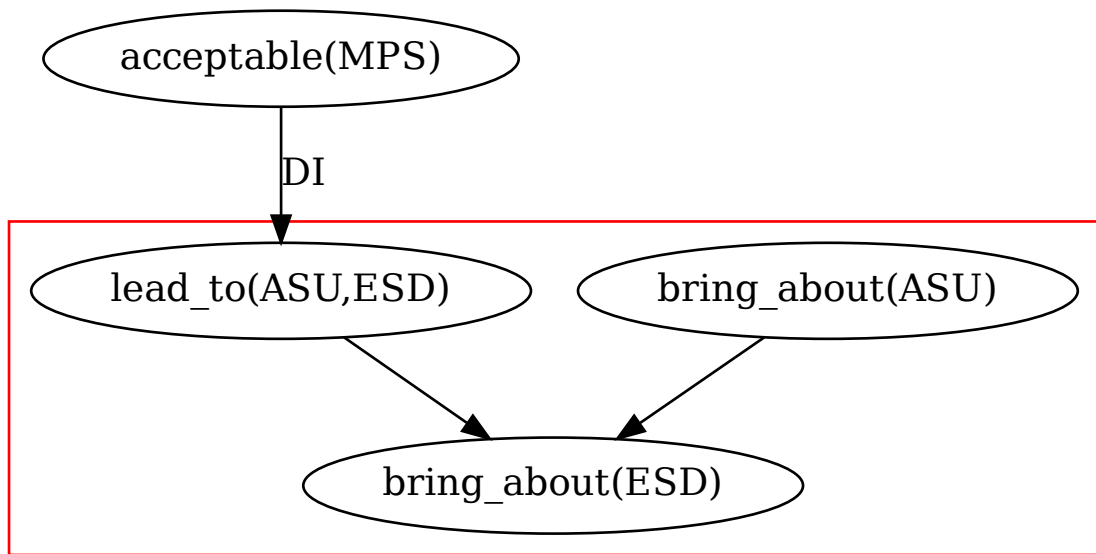 acceptable(MPS)
DI
lead_to(ASU,ESD)
bring_about(ASU)
bring_about(ESD)